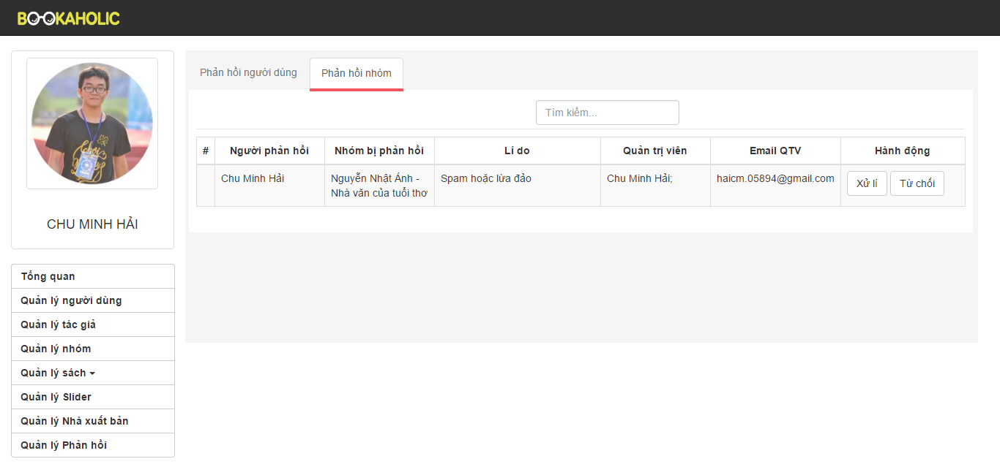 BOOKAHOLIC
CHU MINH HẢI
Tổng quan
Quản lý người dùng
Quản lý tác giả
Quản lý nhóm
Quản lý sách
Quản lý Slider
Quản lý Nhà xuất bản
Quản lý Phản hồi
Phản hồi người dùng
Phản hồi nhóm
Tìm kiếm...
# Người phản hồi Nhóm bị phản hồi Lí do Quản trị viên Email QTV Hành động
Chu Minh Hải Nguyễn Nhật Ánh - Spam hoặc lừa đảo Chu Minh Hải; haicm.05894@gmail.com Xử lí Từ chối
Nhà văn của tuổi thơ